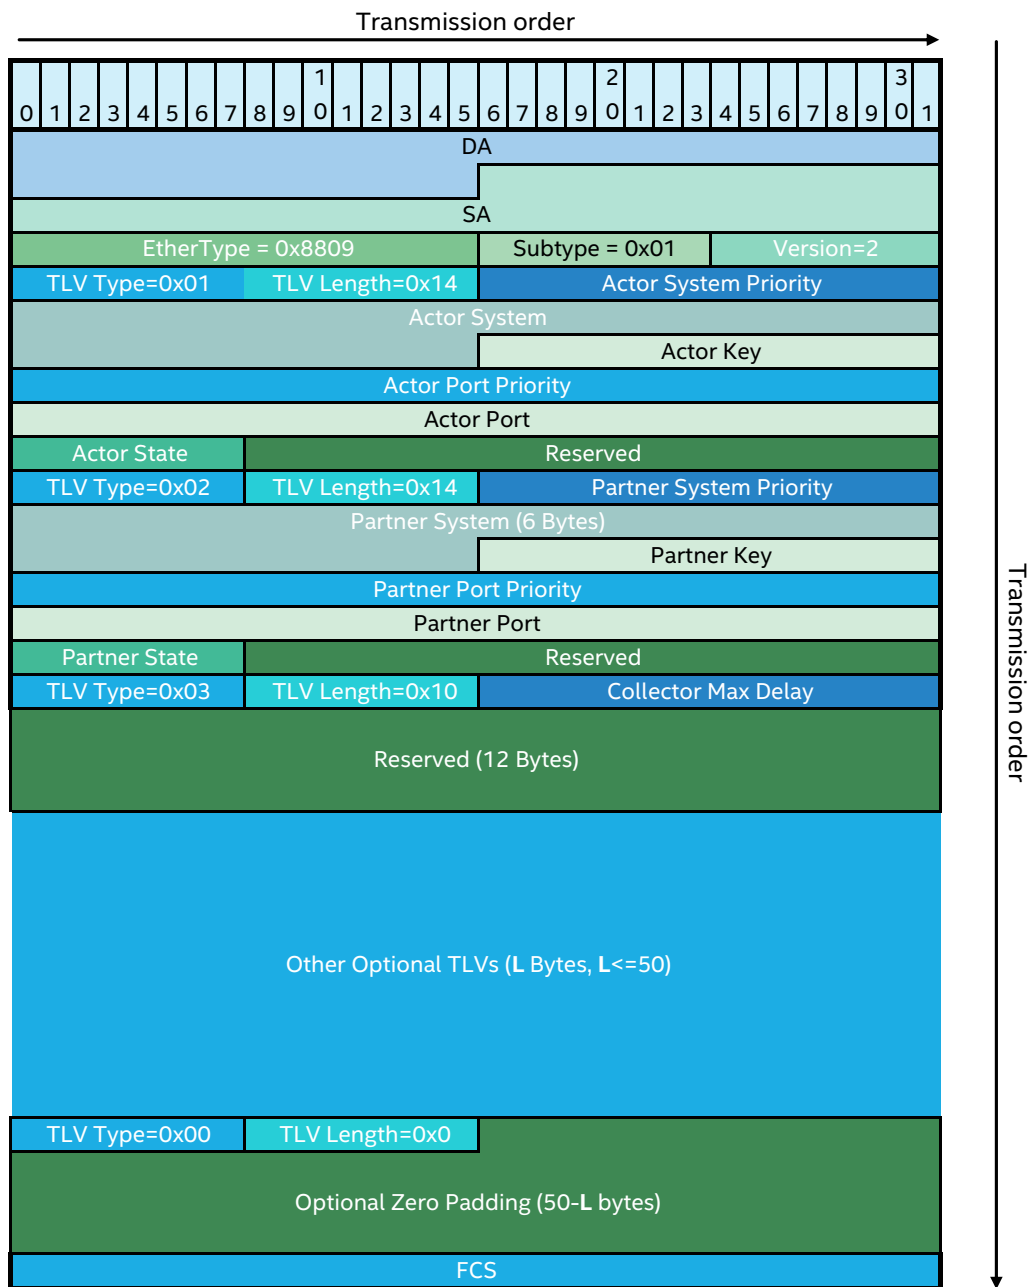 Transmission order
1 2 3
0 1 2 3 4 5 6 7 8 9 0 1 2 3 4 5 6 7 8 9 0 1 2 3 4 5 6 7 8 9 0 1
DA
SA
EtherType = 0x8809 Subtype = 0x01 Version=2
TLV Type=0x01 TLV Length=0x14 Actor System Priority
Actor System
Actor Key
Actor Port Priority
Actor Port
Actor State Reserved
TLV Type=0x02 TLV Length=0x14 Partner System Priority
Partner System (6 Bytes)
Partner Key
Partner Port Priority
Partner Port
Partner State Reserved
TLV Type=0x03 TLV Length=0x10 Collector Max Delay
Reserved (12 Bytes)
Other Optional TLVs (L Bytes, L<=50)
TLV Type=0x00 TLV Length=0x0
Optional Zero Padding (50-L bytes)
FCS
Transmission order